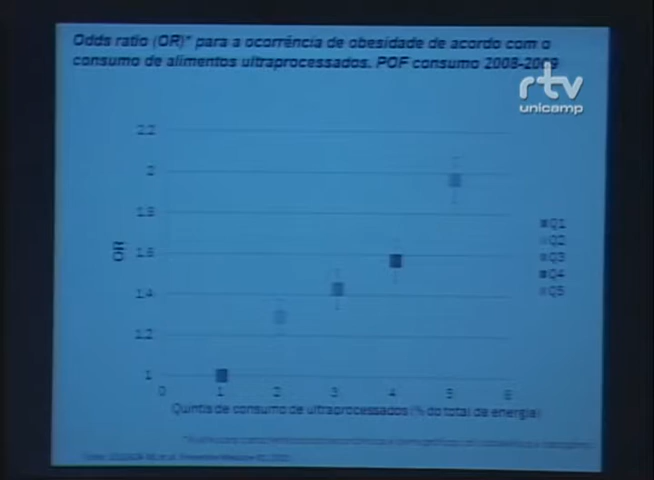 Odds ratio (OR)* para a ocorrência de obesidade de acordo com o
consumo de alimentos ultraprocessados. POF consumo 2008-2009
rtv
unicamp
2.2
2
1.8
1.6
1.4
1.2
1
OR
0 1 2 3 4 5 6
Quintis de consumo de ultraprocessados (% do total de energia)
Q1
Q2
Q3
Q4
Q5